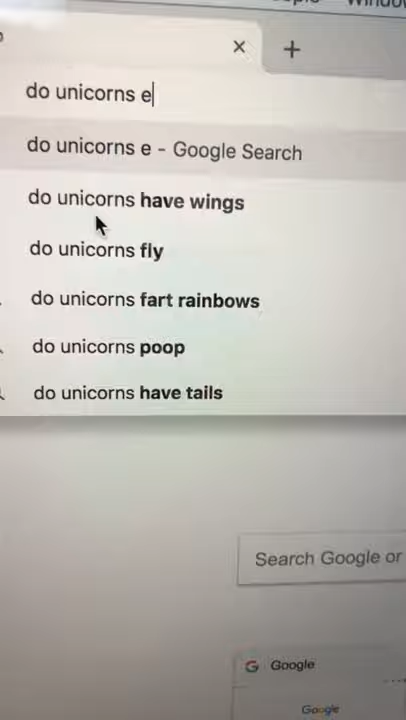 do unicorns e
do unicorns e - Google Search
do unicorns have wings
do unicorns fly
do unicorns fart rainbows
do unicorns poop
do unicorns have tails
Search Google or
Google
Google